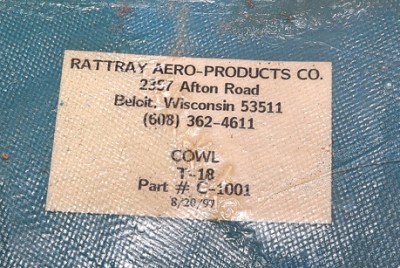 RATTRAY AERO-PRODUCTS CO.
2357 Afton Road
Beloit, Wisconsin 53511
(608) 362-4611
COWL
T-18
Part # C-1001
8/20/97